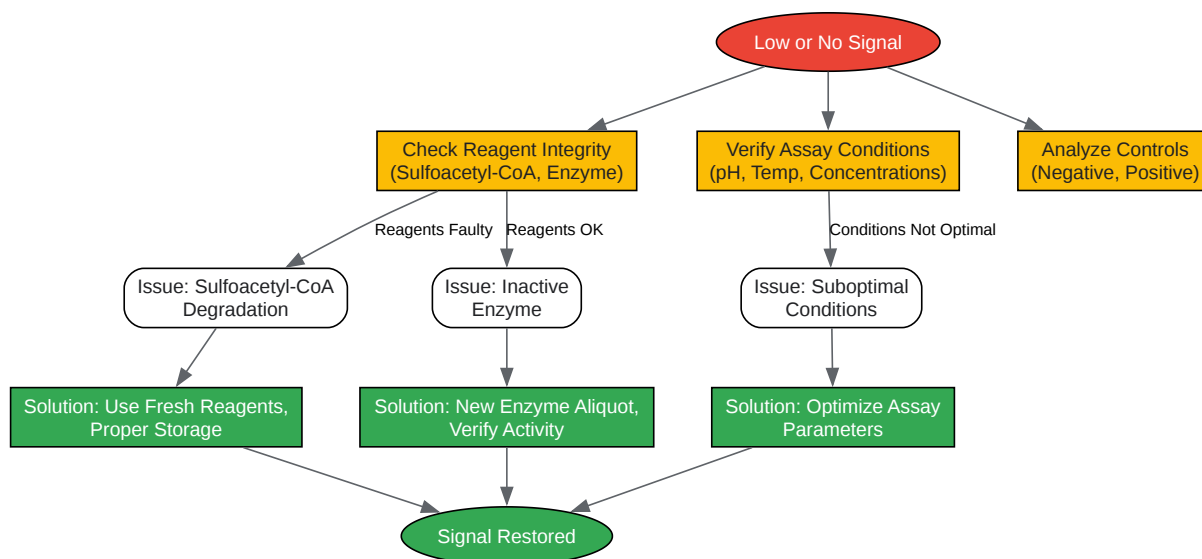 Low or No Signal
Check Reagent Integrity
(Sulfoacetyl-CoA, Enzyme)
Verify Assay Conditions
(pH, Temp, Concentrations)
Analyze Controls
(Negative, Positive)
Reagents Faulty
Reagents OK
Conditions Not Optimal
Issue: Sulfoacetyl-CoA
Degradation
Issue: Inactive
Enzyme
Issue: Suboptimal
Conditions
Solution: Use Fresh Reagents,
Proper Storage
Solution: New Enzyme Aliquot,
Verify Activity
Solution: Optimize Assay
Parameters
Signal Restored